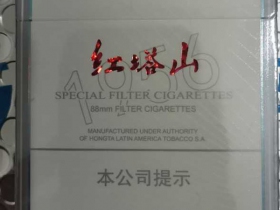 1956
红塔山
SPECIAL FILTER CIGARETTES
88mm FILTER CIGARETTES
MANUFACTURED UNDER AUTHORITY
OF HONGTA LATIN AMERICA TOBACCO S.A.
本公司提示